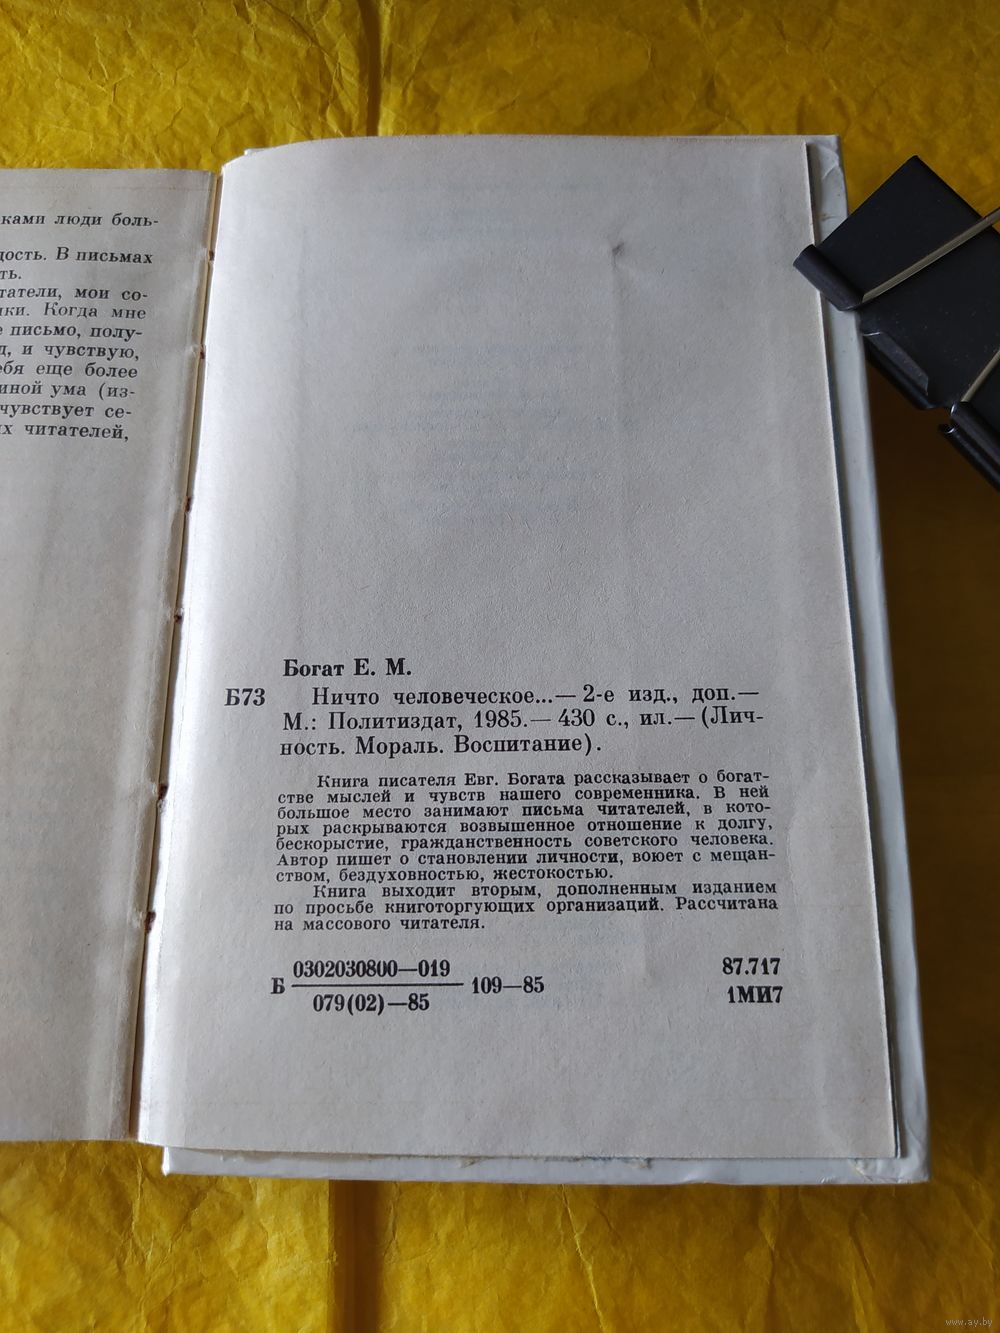 ками люди боль-
дость. В письмах
ть.
татели, мои со-
ики. Когда мне
е письмо, полу-
д, и чувствую,
ебя еще более
иной ума (из-
чувствует се-
их читателей,
Богат Е. М.
Б73 Ничто человеческое...— 2-е изд., доп.—
М.: Политиздат, 1985.— 430 с., ил.— (Лич-
ность. Мораль. Воспитание).
Книга писателя Евг. Богата рассказывает о богат-
стве мыслей и чувств нашего современника. В ней
большое место занимают письма читателей, в кото-
рых раскрываются возвышенное отношение к долгу,
бескорыстие, гражданственность советского человека.
Автор пишет о становлении личности, воюет с мещан-
ством, бездуховностью, жестокостью.
Книга выходит вторым, дополненным изданием
по просьбе книготоргующих организаций. Рассчитана
на массового читателя.
0302030800—019
Б 109—85
079(02)—85
87.717
1МИ7
www.ay.by